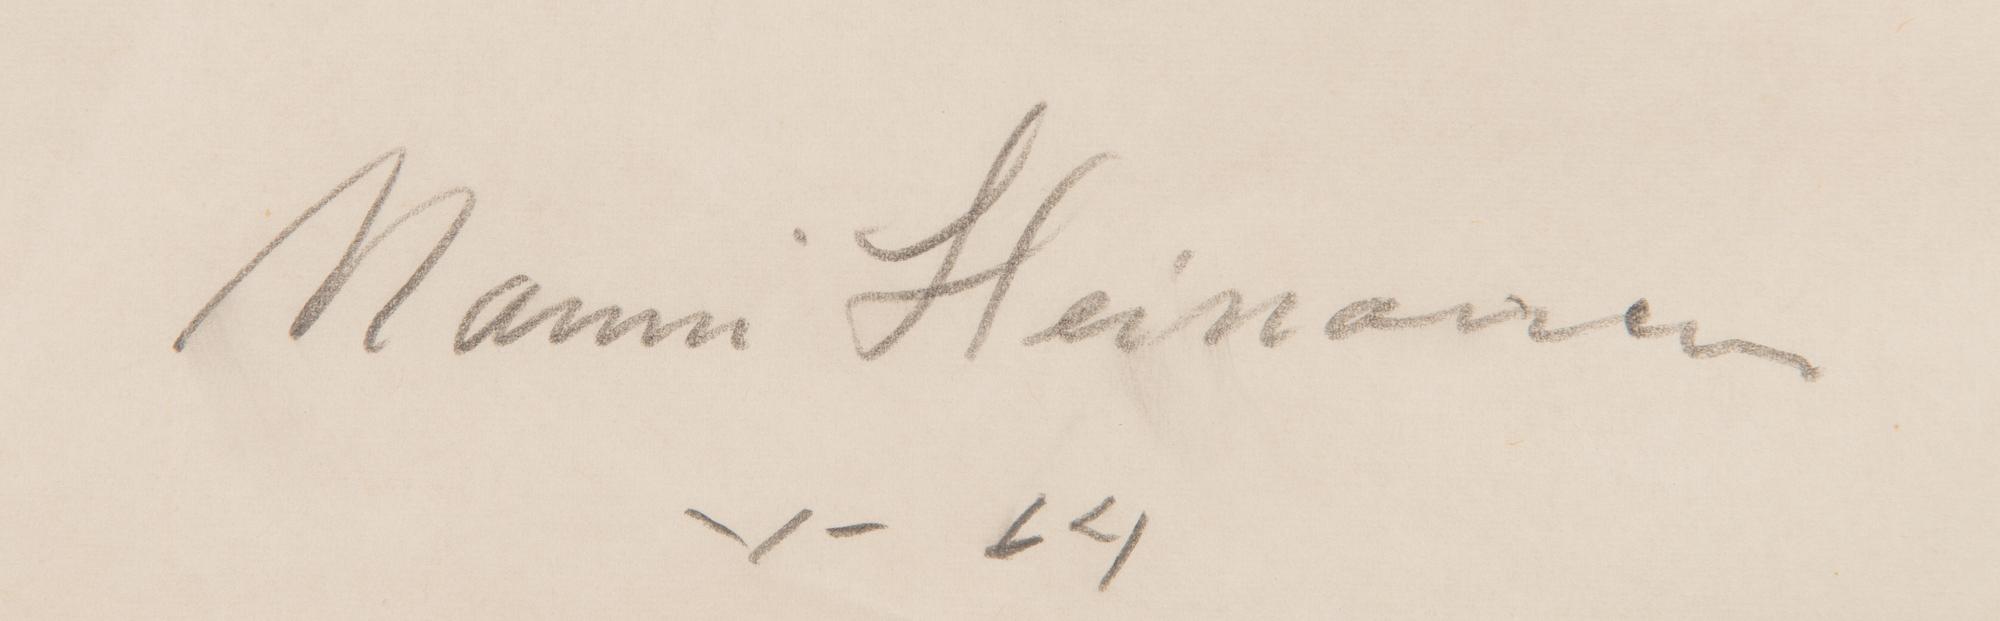 Nanni Heinonen
V- 64